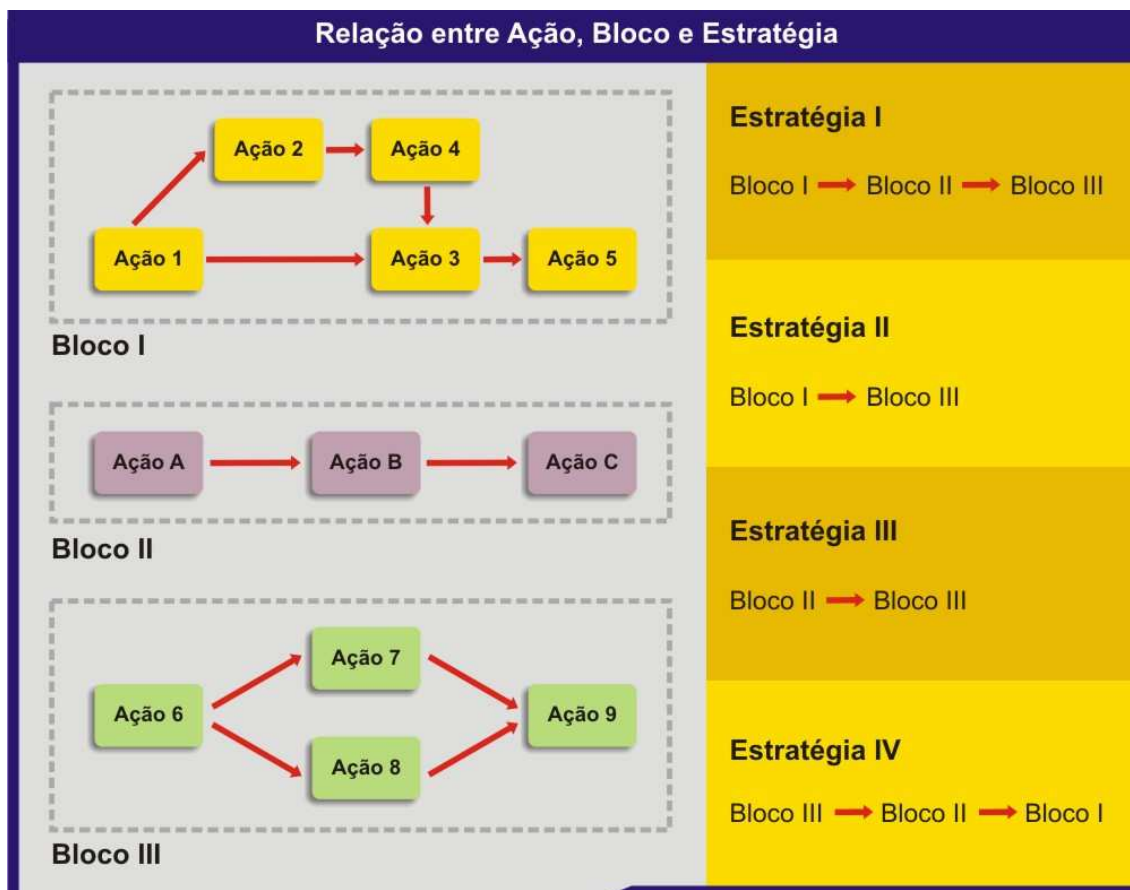 Relação entre Ação, Bloco e Estratégia
Ação 2
Ação 4
Ação 1
Ação 3
Ação 5
Bloco I
Ação A
Ação B
Ação C
Bloco II
Ação 7
Ação 6
Ação 9
Ação 8
Bloco III
Estratégia I
Bloco I Bloco II Bloco III
Estratégia II
Bloco I Bloco III
Estratégia III
Bloco II Bloco III
Estratégia IV
Bloco III Bloco II Bloco I